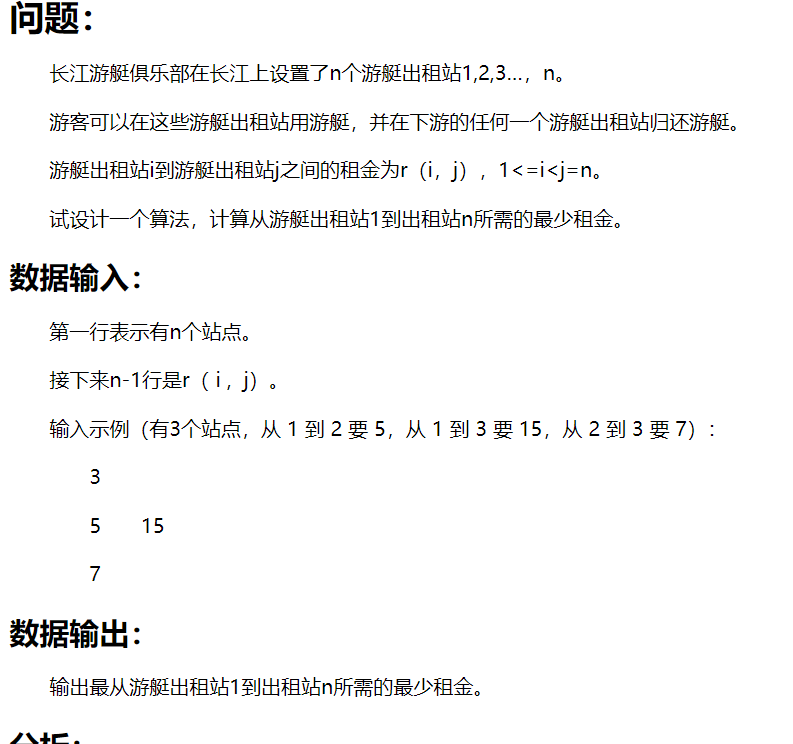 问题：
长江游艇俱乐部在长江上设置了n个游艇出租站1,2,3…，n。
游客可以在这些游艇出租站用游艇，并在下游的任何一个游艇出租站归还游艇。
游艇出租站i到游艇出租站j之间的租金为r（i，j），1<=i<j=n。
试设计一个算法，计算从游艇出租站1到出租站n所需的最少租金。
数据输入：
第一行表示有n个站点。
接下来n-1行是r（ i ，j）。
输入示例（有3个站点，从 1 到 2 要 5，从 1 到 3 要 15，从 2 到 3 要 7）：
3
5 15
7
数据输出：
输出最从游艇出租站1到出租站n所需的最少租金。
分析：